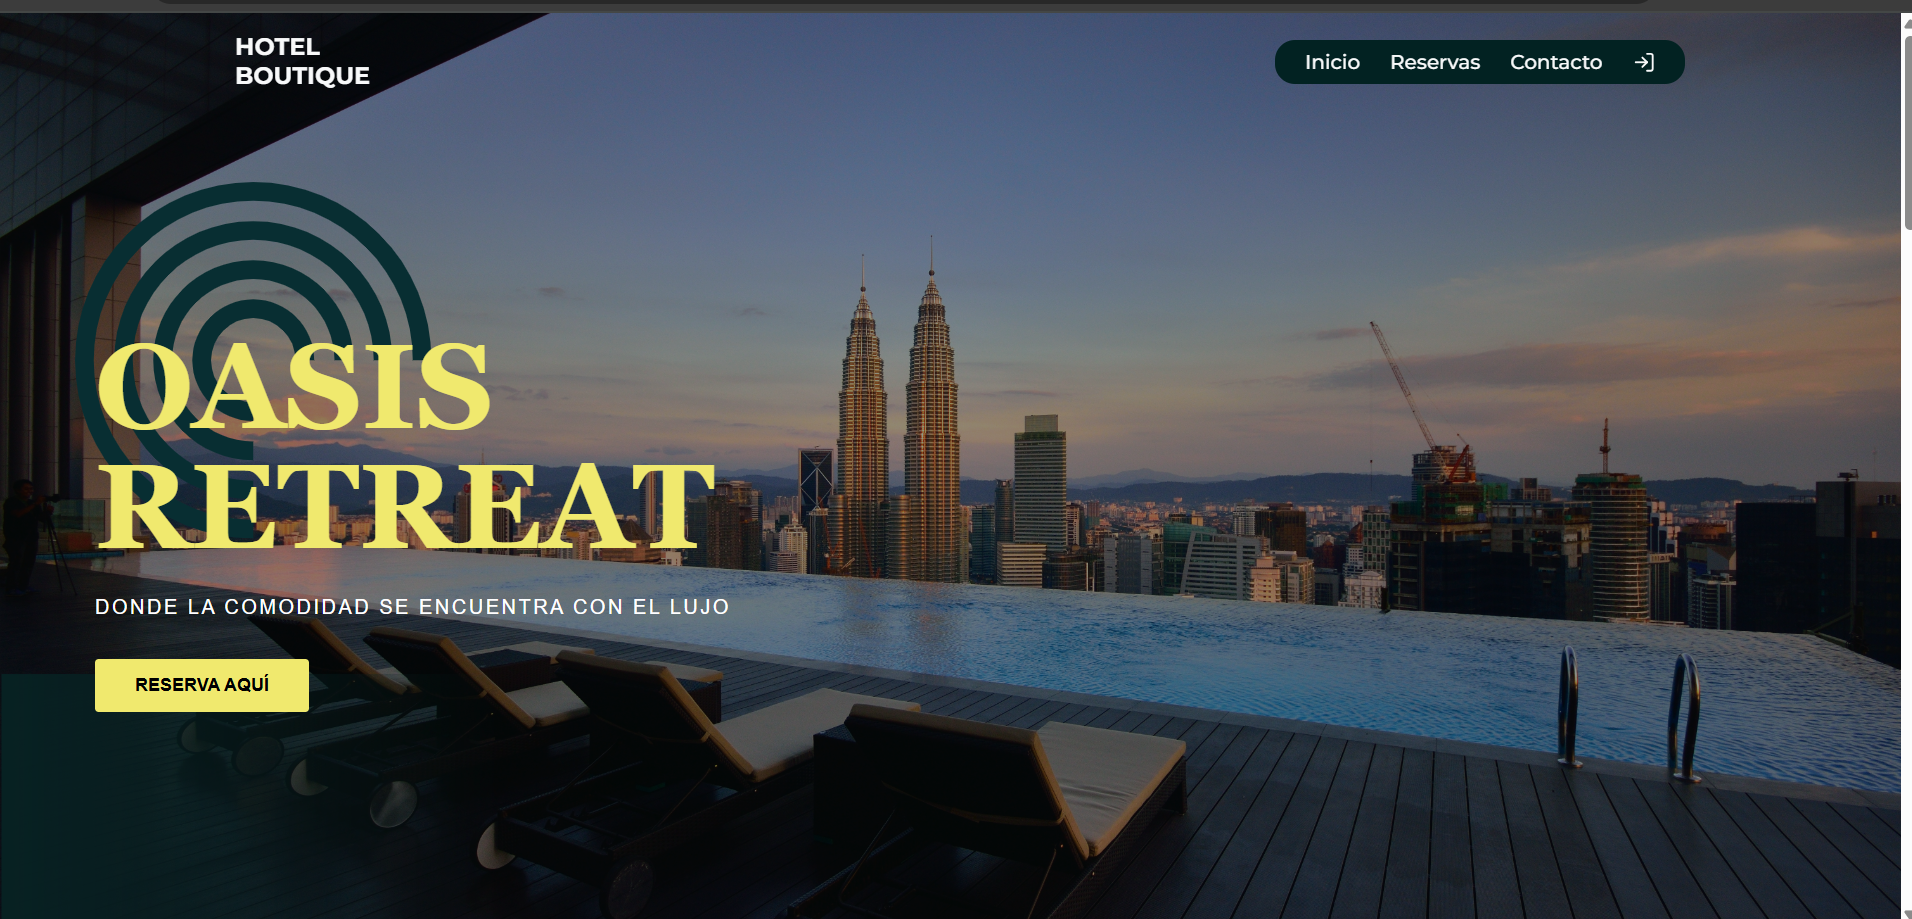 HOTEL
BOUTIQUE
Inicio Reservas Contacto
OASIS
RETREAT
DONDE LA COMODIDAD SE ENCUENTRA CON EL LUJO
RESERVA AQUÍ